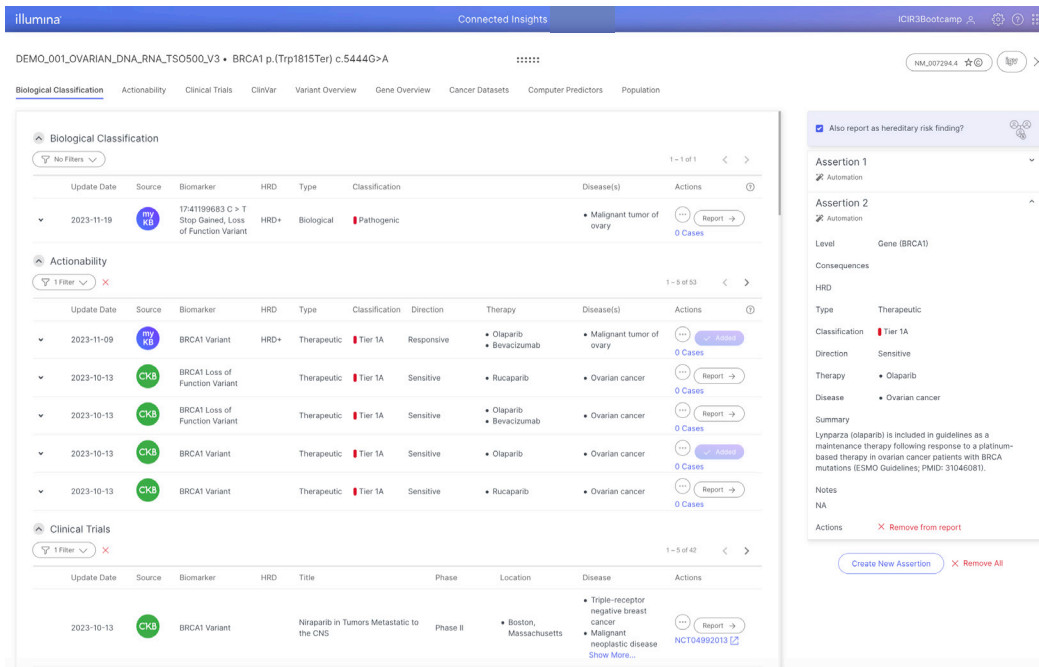 illumına
Connected Insights
ICIR3Bootcamp
DEMO_001_OVARIAN_DNA_RNA_TSO500_V3 • BRCA1 p.(Trp1815Ter) c.5444G>A
NM_007294.4
igv
Biological Classification Actionability Clinical Trials ClinVar Variant Overview Gene Overview Cancer Datasets Computer Predictors Population
Biological Classification
No Filters
1 – 1 of 1
Update Date Source Biomarker HRD Type Classification Disease(s) Actions
2023-11-19 my KB 17:41199683 C > T Stop Gained, Loss of Function Variant HRD+ Biological Pathogenic • Malignant tumor of ovary Report →
0 Cases
Actionability
1 Filter
1 – 5 of 53
Update Date Source Biomarker HRD Type Classification Direction Therapy Disease(s) Actions
2023-11-09 my KB BRCA1 Variant HRD+ Therapeutic Tier 1A Responsive • Olaparib • Bevacizumab • Malignant tumor of ovary Added
0 Cases
2023-10-13 CKB BRCA1 Loss of Function Variant Therapeutic Tier 1A Sensitive • Rucaparib • Ovarian cancer Report →
0 Cases
2023-10-13 CKB BRCA1 Loss of Function Variant Therapeutic Tier 1A Sensitive • Olaparib • Bevacizumab • Ovarian cancer Report →
0 Cases
2023-10-13 CKB BRCA1 Variant Therapeutic Tier 1A Sensitive • Olaparib • Ovarian cancer Added
0 Cases
2023-10-13 CKB BRCA1 Variant Therapeutic Tier 1A Sensitive • Rucaparib • Ovarian cancer Report →
0 Cases
Clinical Trials
1 Filter
1 – 5 of 42
Update Date Source Biomarker HRD Title Phase Location Disease Actions
2023-10-13 CKB BRCA1 Variant Niraparib in Tumors Metastatic to the CNS Phase II • Boston, Massachusetts • Triple-receptor negative breast cancer • Malignant neoplastic disease Report →
Show More...
NCT04992013
Also report as hereditary risk finding?
Assertion 1
Automation
Assertion 2
Automation
Level Gene (BRCA1)
Consequences
HRD
Type Therapeutic
Classification Tier 1A
Direction Sensitive
Therapy • Olaparib
Disease • Ovarian cancer
Summary
Lynparza (olaparib) is included in guidelines as a
maintenance therapy following response to a platinum-
based therapy in ovarian cancer patients with BRCA
mutations (ESMO Guidelines; PMID: 31046081).
Notes
NA
Actions Remove from report
Create New Assertion Remove All